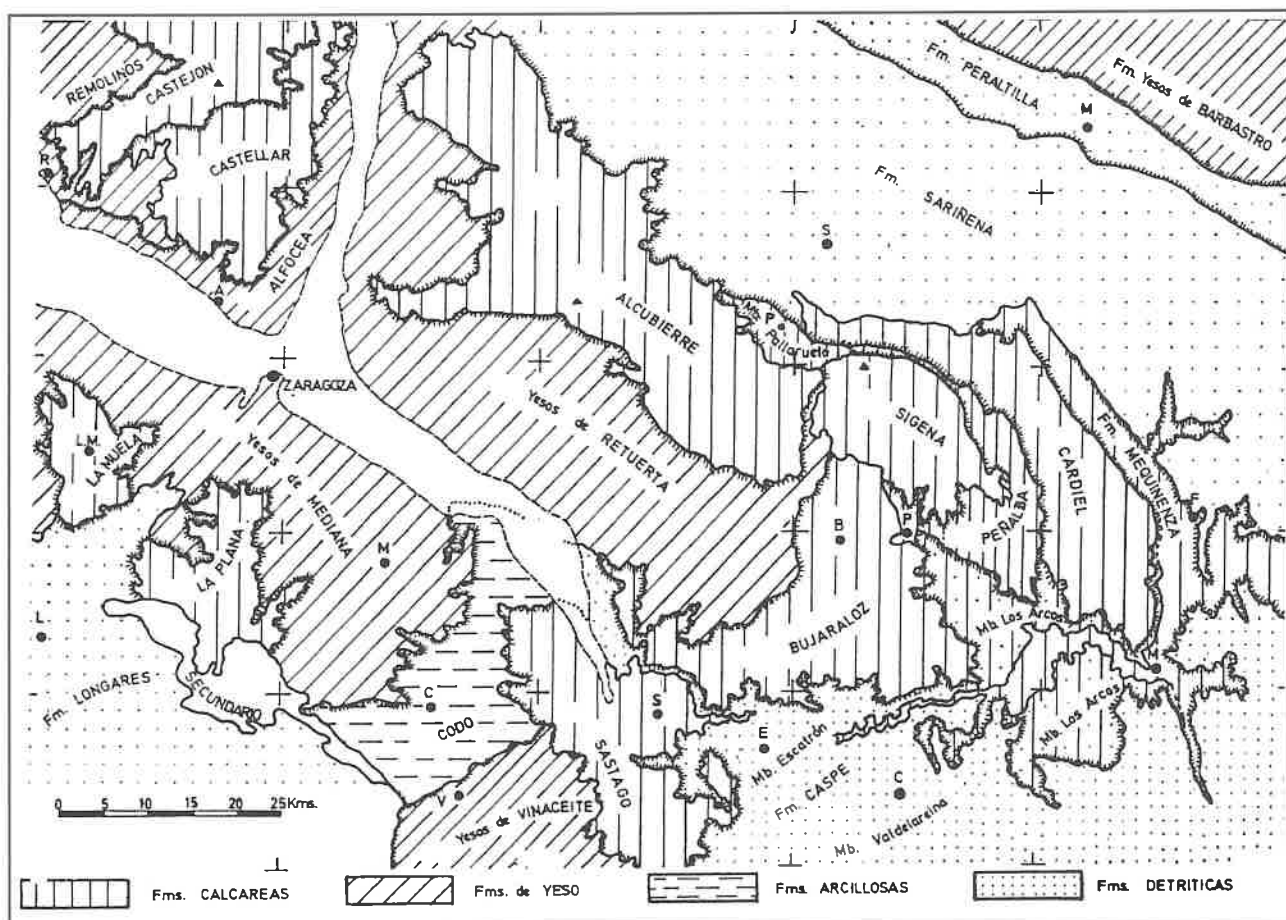 J
REMOLINOS
CASTEJON
R
CASTELLAR
ALFOCEA
A
Fm. Yesos de BARBASTRO
Fm. PERALTILLA
M
Fm. SARIÑENA
S
ALCUBIERRE
P
Mb. Pallaruelo
ZARAGOZA
SIGENA
CARDIEL
Fm. MEQUINENZA
F
PEÑALBA
Yesos de RETUERTA
L.M.
LA MUELA
Yesos de MEDIANA
M
B
P
LA PLANA
BUJARALOZ
Mb. Los Arcos
M
L
Fm. LONGARES
SECUNDARIO
C
CODO
S
SASTAGO
E
Mb. Escatrón
Fm. CASPE
C
Mb. Valdelareina
Mb. Los Arcos
V
Yesos de VINACEITE
0 5 10 15 20 25 Kms.
Fms. CALCAREAS
Fms. de YESO
Fms. ARCILLOSAS
Fms. DETRITICAS